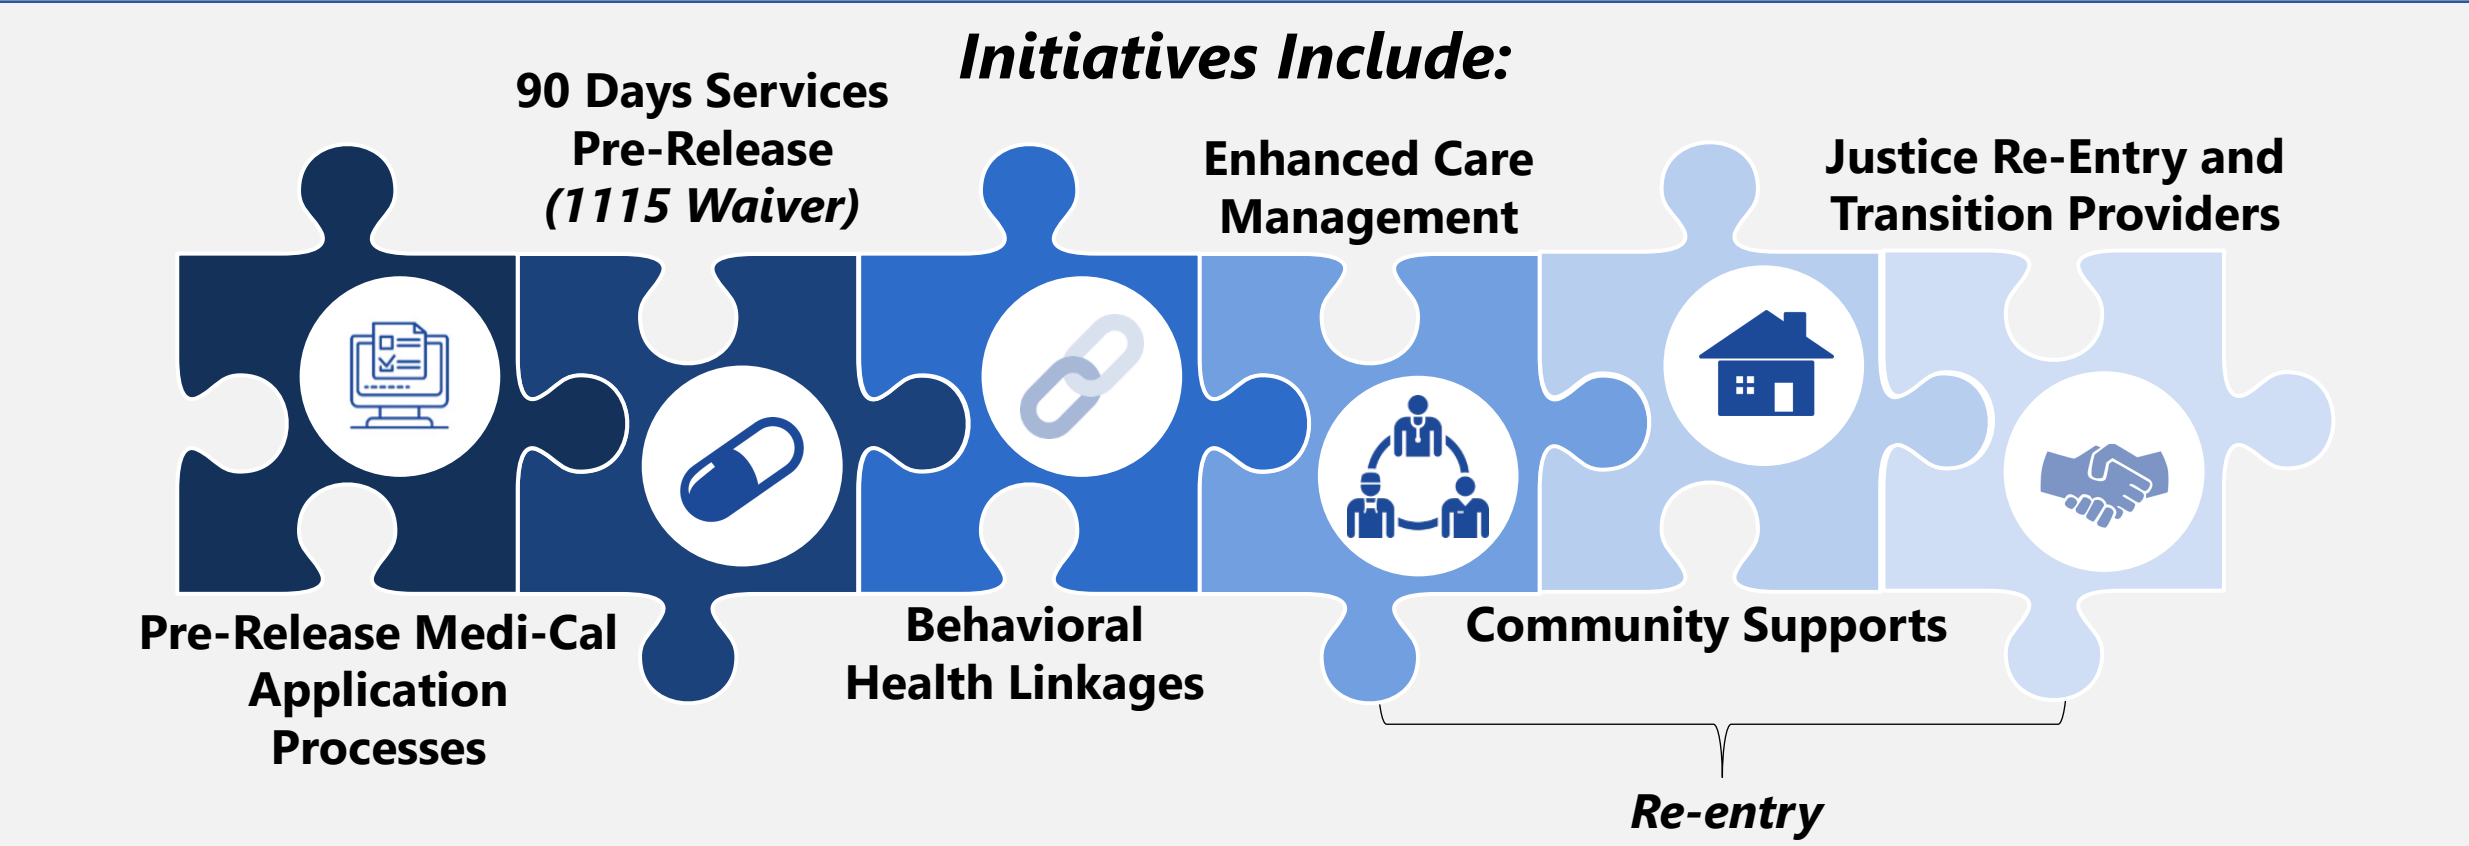 Initiatives Include:
90 Days Services
Pre-Release
(1115 Waiver)
Enhanced Care
Management
Justice Re-Entry and
Transition Providers
Pre-Release Medi-Cal
Application
Processes
Behavioral
Health Linkages
Community Supports
Re-entry